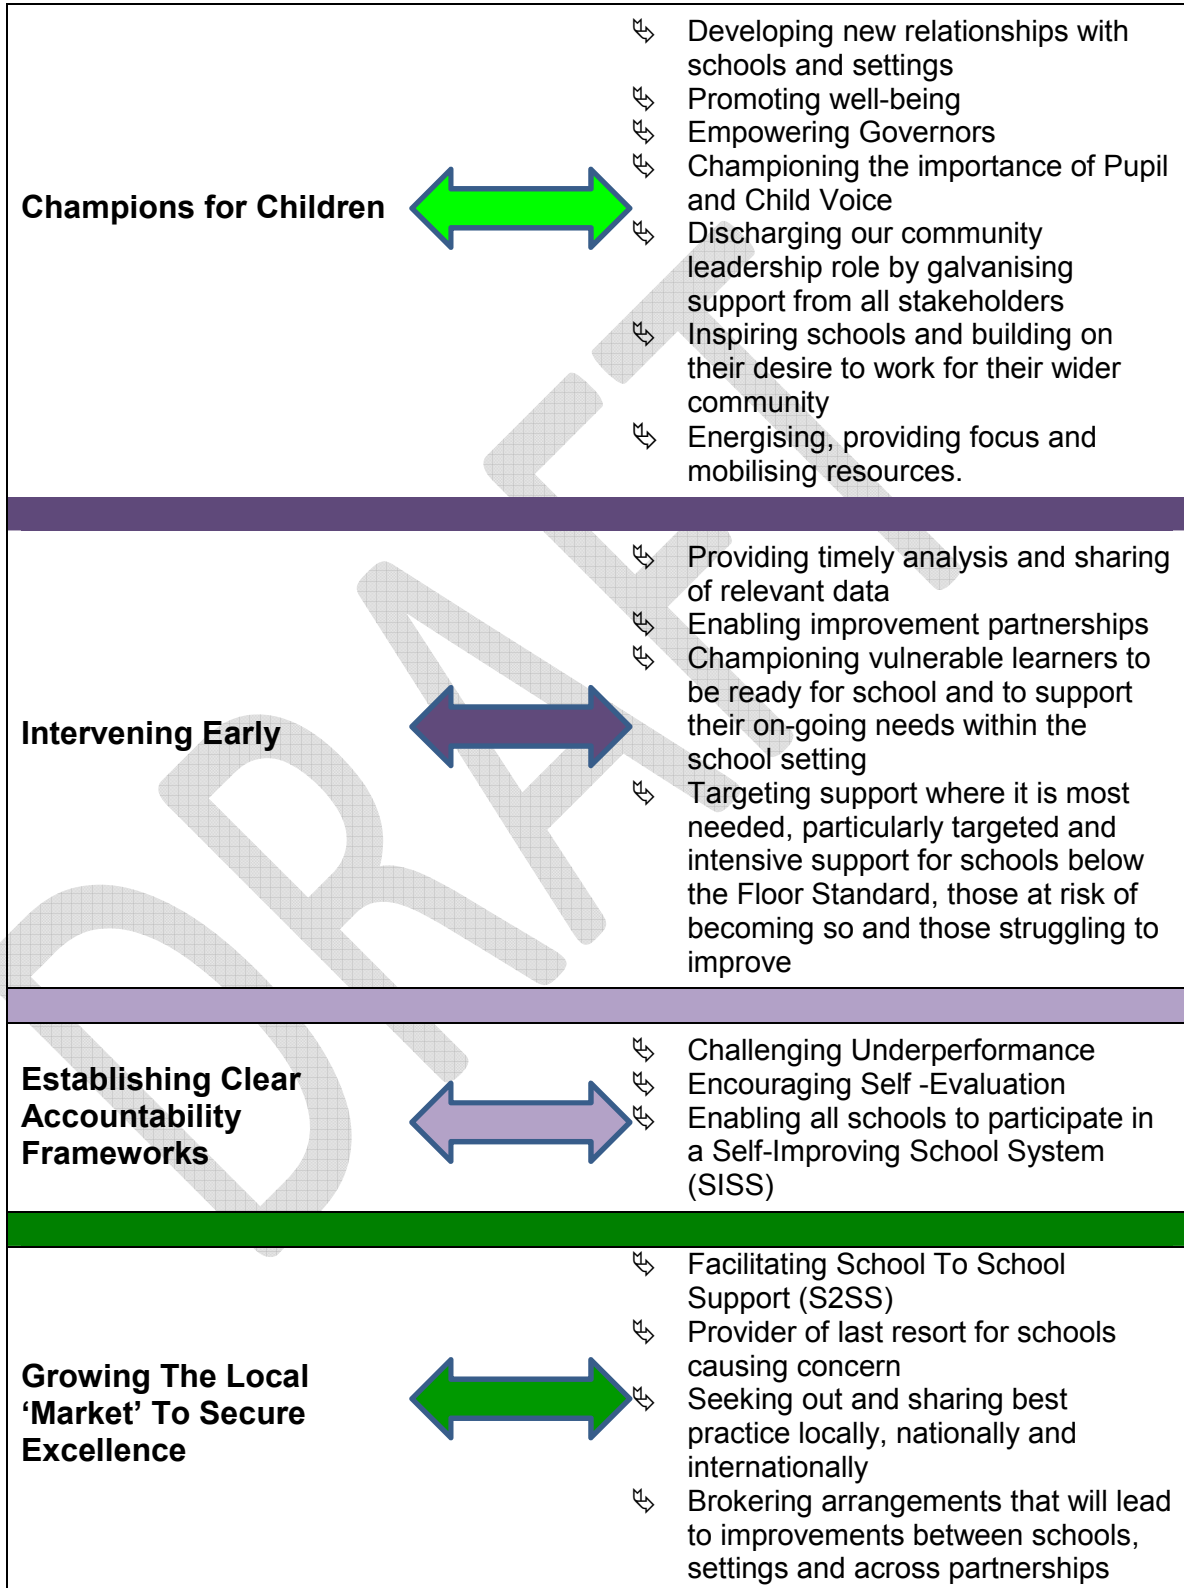 Developing new relationships with
schools and settings
Promoting well-being
Empowering Governors
Championing the importance of Pupil
and Child Voice
Discharging our community
leadership role by galvanising
support from all stakeholders
Inspiring schools and building on
their desire to work for their wider
community
Energising, providing focus and
mobilising resources.
Champions for Children
Providing timely analysis and sharing
of relevant data
Enabling improvement partnerships
Championing vulnerable learners to
be ready for school and to support
their on-going needs within the
school setting
Targeting support where it is most
needed, particularly targeted and
intensive support for schools below
the Floor Standard, those at risk of
becoming so and those struggling to
improve
Intervening Early
Challenging Underperformance
Encouraging Self -Evaluation
Enabling all schools to participate in
a Self-Improving School System
(SISS)
Establishing Clear
Accountability
Frameworks
Facilitating School To School
Support (S2SS)
Provider of last resort for schools
causing concern
Seeking out and sharing best
practice locally, nationally and
internationally
Brokering arrangements that will lead
to improvements between schools,
settings and across partnerships
Growing The Local
‘Market’ To Secure
Excellence
DRAFT